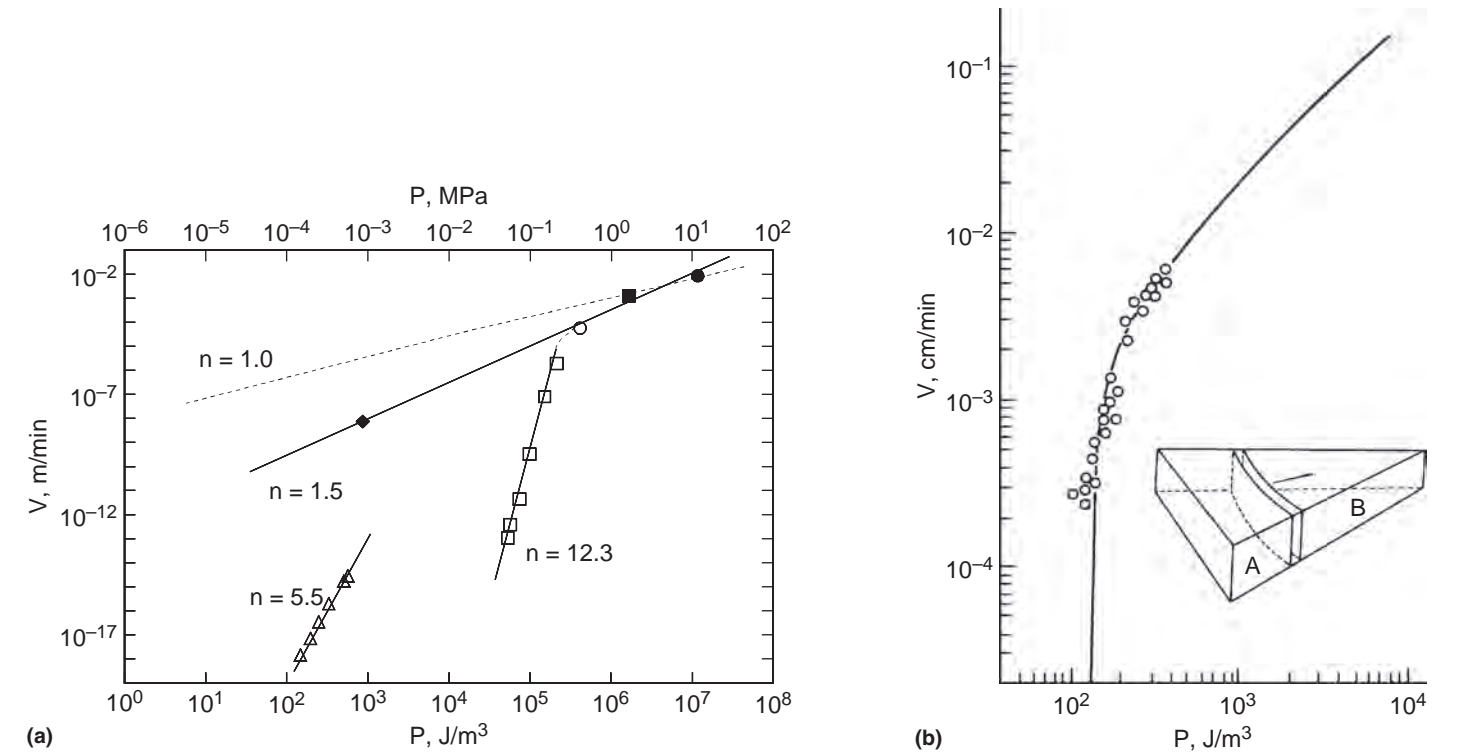 P, MPa
10–6 10–5 10–4 10–3 10–2 10–1 100 101 102
10–2
10–7
10–12
10–17
V, m/min
n = 1.0
n = 1.5
n = 12.3
n = 5.5
100 101 102 103 104 105 106 107 108
P, J/m3
(a)
10–1
10–2
10–3
10–4
V, cm/min
A
B
102 103 104
P, J/m3
(b)